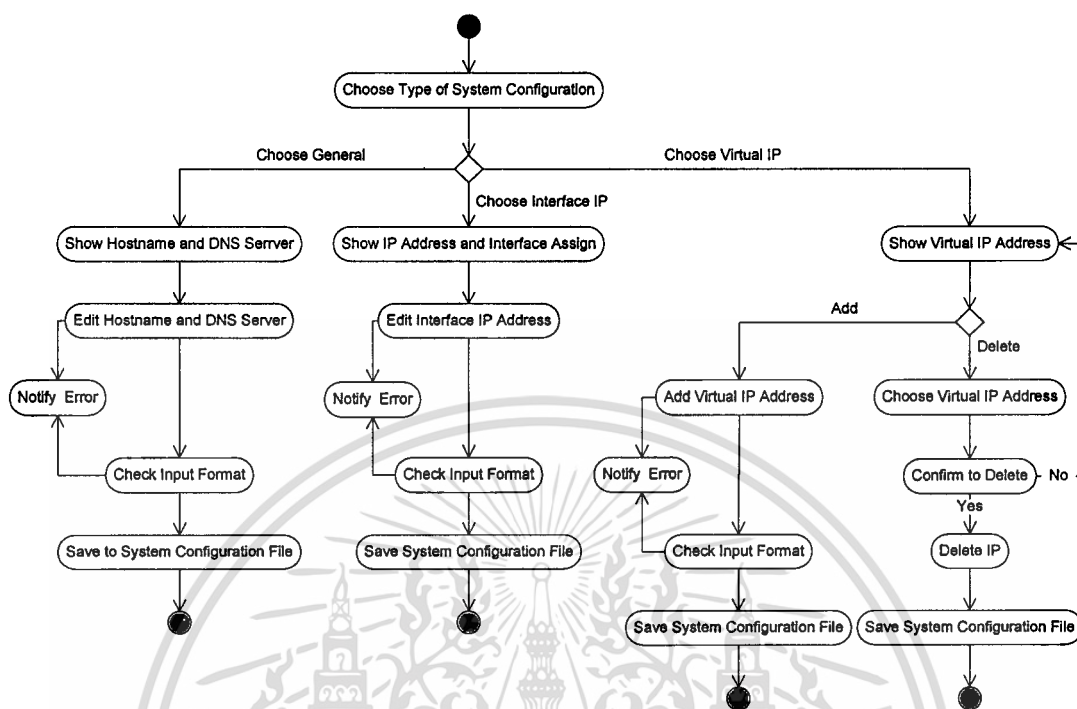 Choose Type of System Configuration
Choose General
Choose Virtual IP
Choose Interface IP
Show Hostname and DNS Serrver
Show IP Address and Interface Assign
Show Virtual IP Address
Edit Hostname and DNS Server
Edit Interface IP Address
Add
Delete
Notify Error
Notify Error
Add Virtual IP Address
Choose Virtual IP Address
Check Input Format
Check Input Format
Notify Error
Confirm to Delete
No
Yes
Save to System Configuration File
Save System Configuration File
Check Input Format
Delete IP
Save System Configuration File
Save System Configuration File